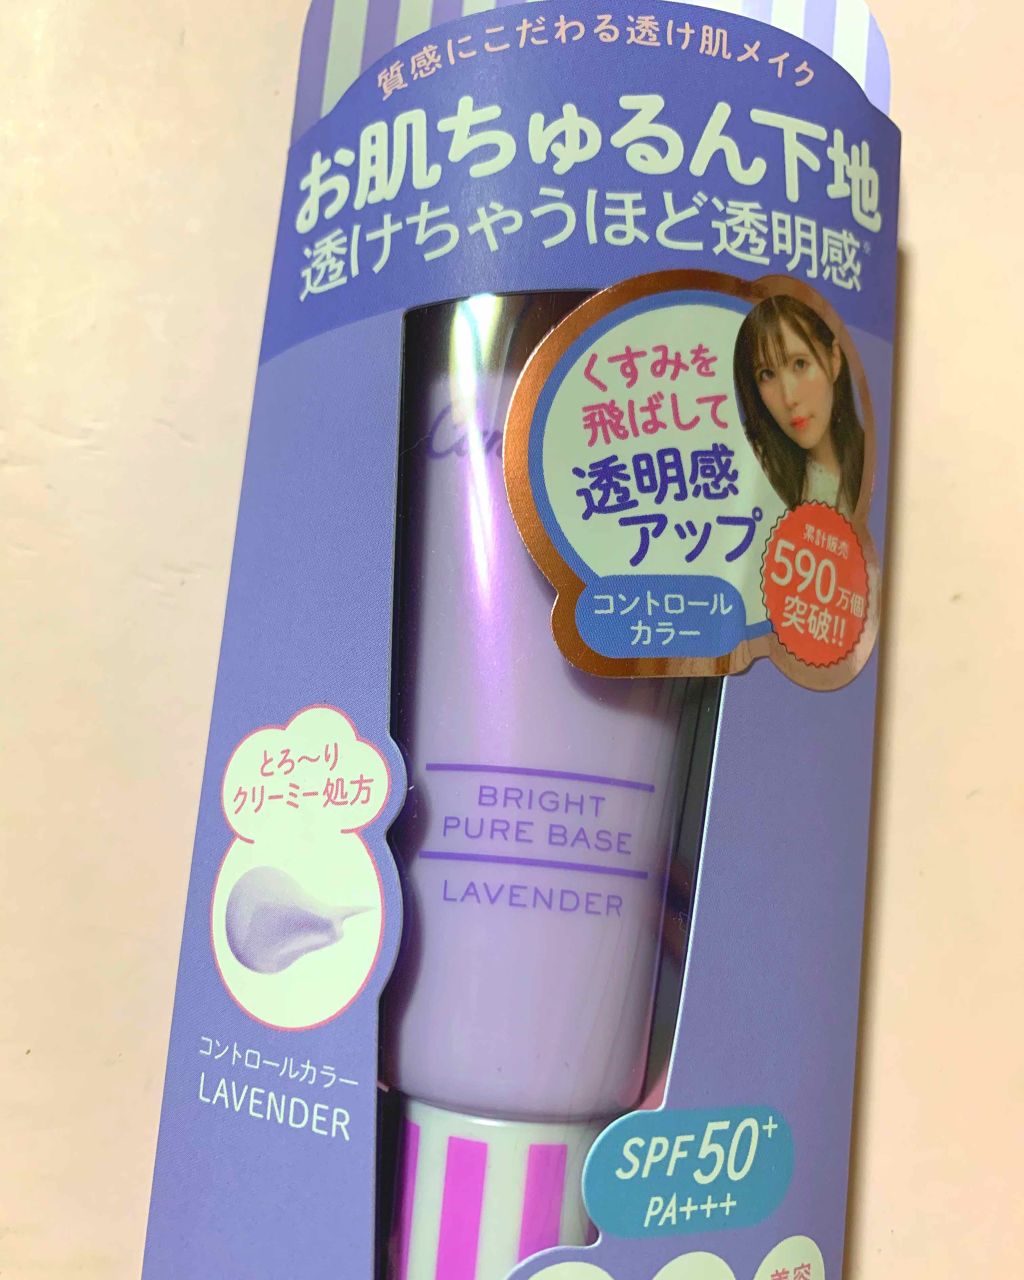 質感にこだわる透け肌メイク
お肌ちゅるん下地
透けちゃうほど透明感※
くすみを
飛ばして
透明感
アップ
コントロール
カラー
累計販売
590万個
突破!!
BRIGHT
PURE BASE
LAVENDER
とろ〜り
クリーミー処方
コントロールカラー
LAVENDER
SPF50+
PA+++
美容